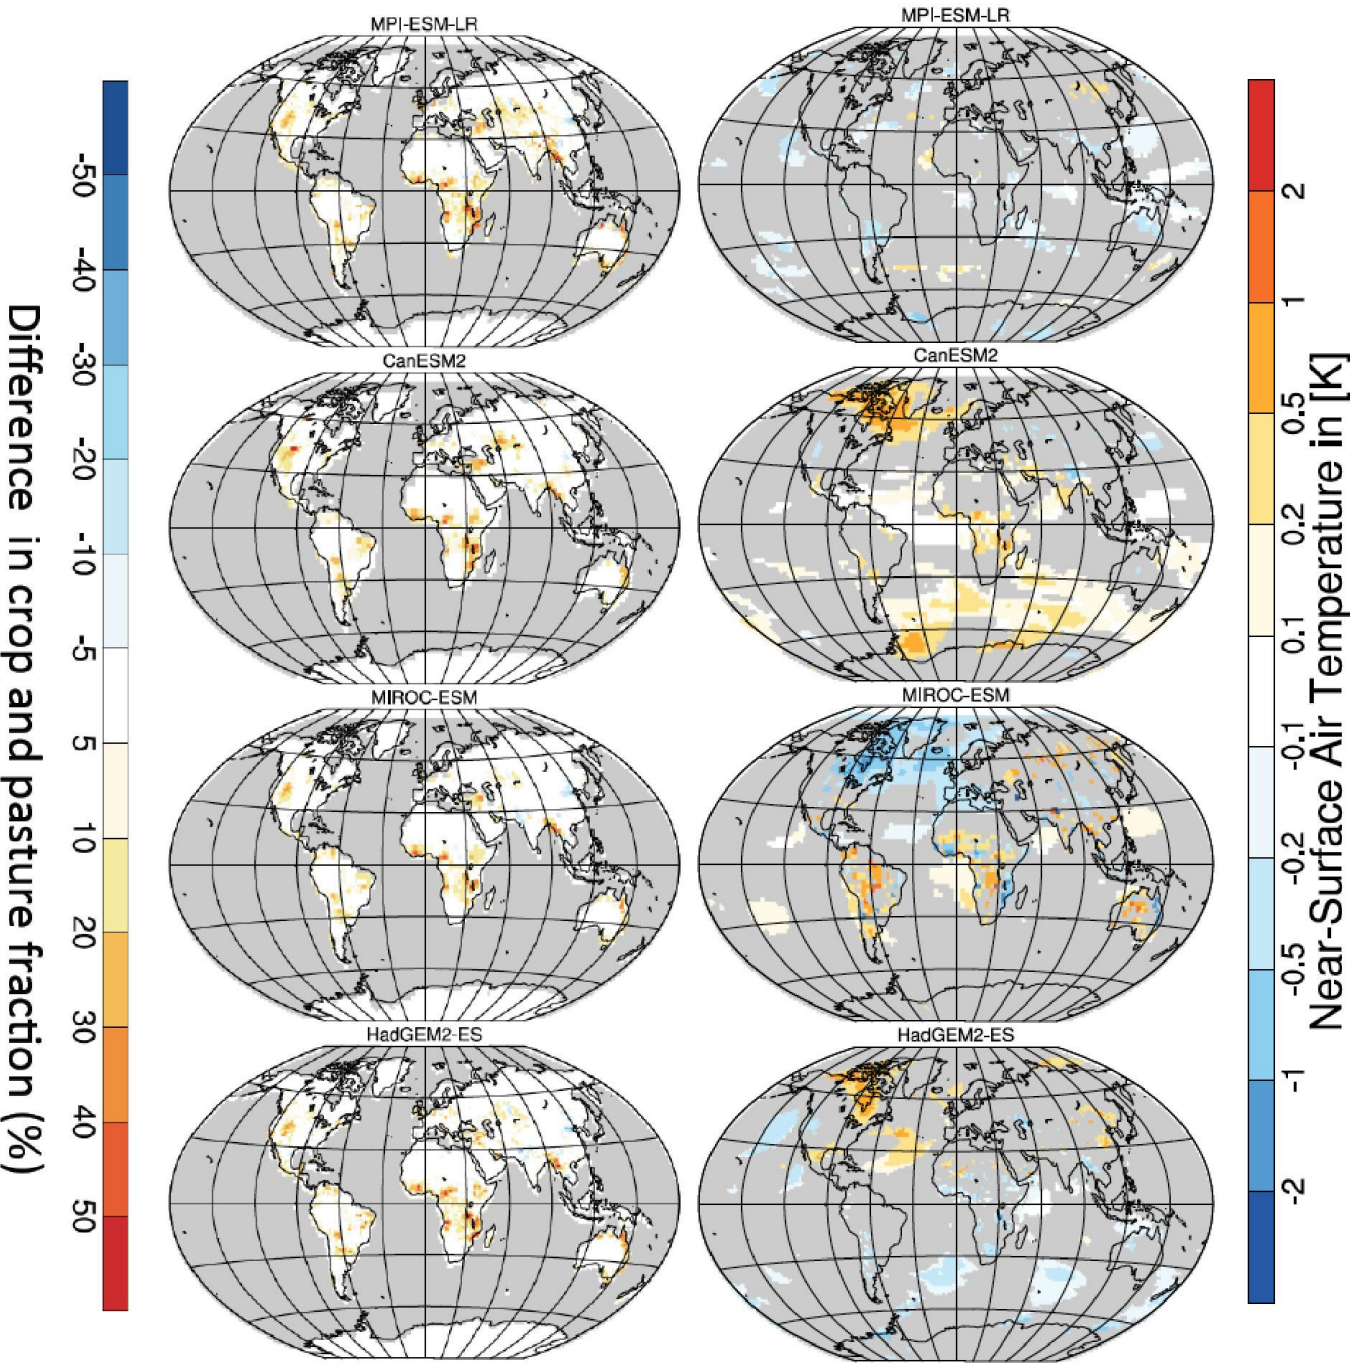 MPI-ESM-LR
MPI-ESM-LR
CanESM2
CanESM2
MIROC-ESM
MIROC-ESM
HadGEM2-ES
HadGEM2-ES
-50
-40
-30
-20
-10
-5
5
10
20
30
40
50
Difference in crop and pasture fraction (%)
2
1
0.5
0.2
0.1
-0.1
-0.2
-0.5
-1
-2
Near-Surface Air Temperature in [K]